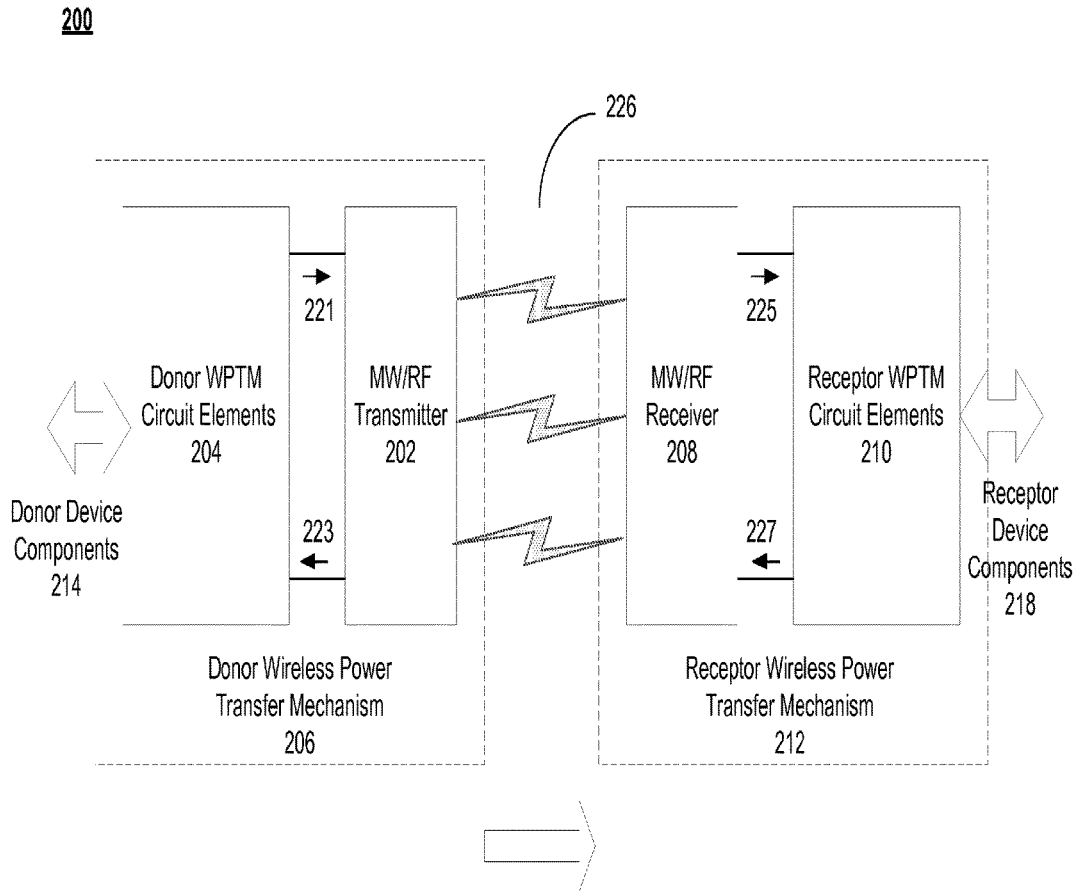 200
226
221
225
Donor WPTM
Circuit Elements
204
MW/RF
Transmitter
202
MW/RF
Receiver
208
Receptor WPTM
Circuit Elements
210
Donor Device
Components
214
223
227
Receptor
Device
Components
218
Donor Wireless Power
Transfer Mechanism
206
Receptor Wireless Power
Transfer Mechanism
212